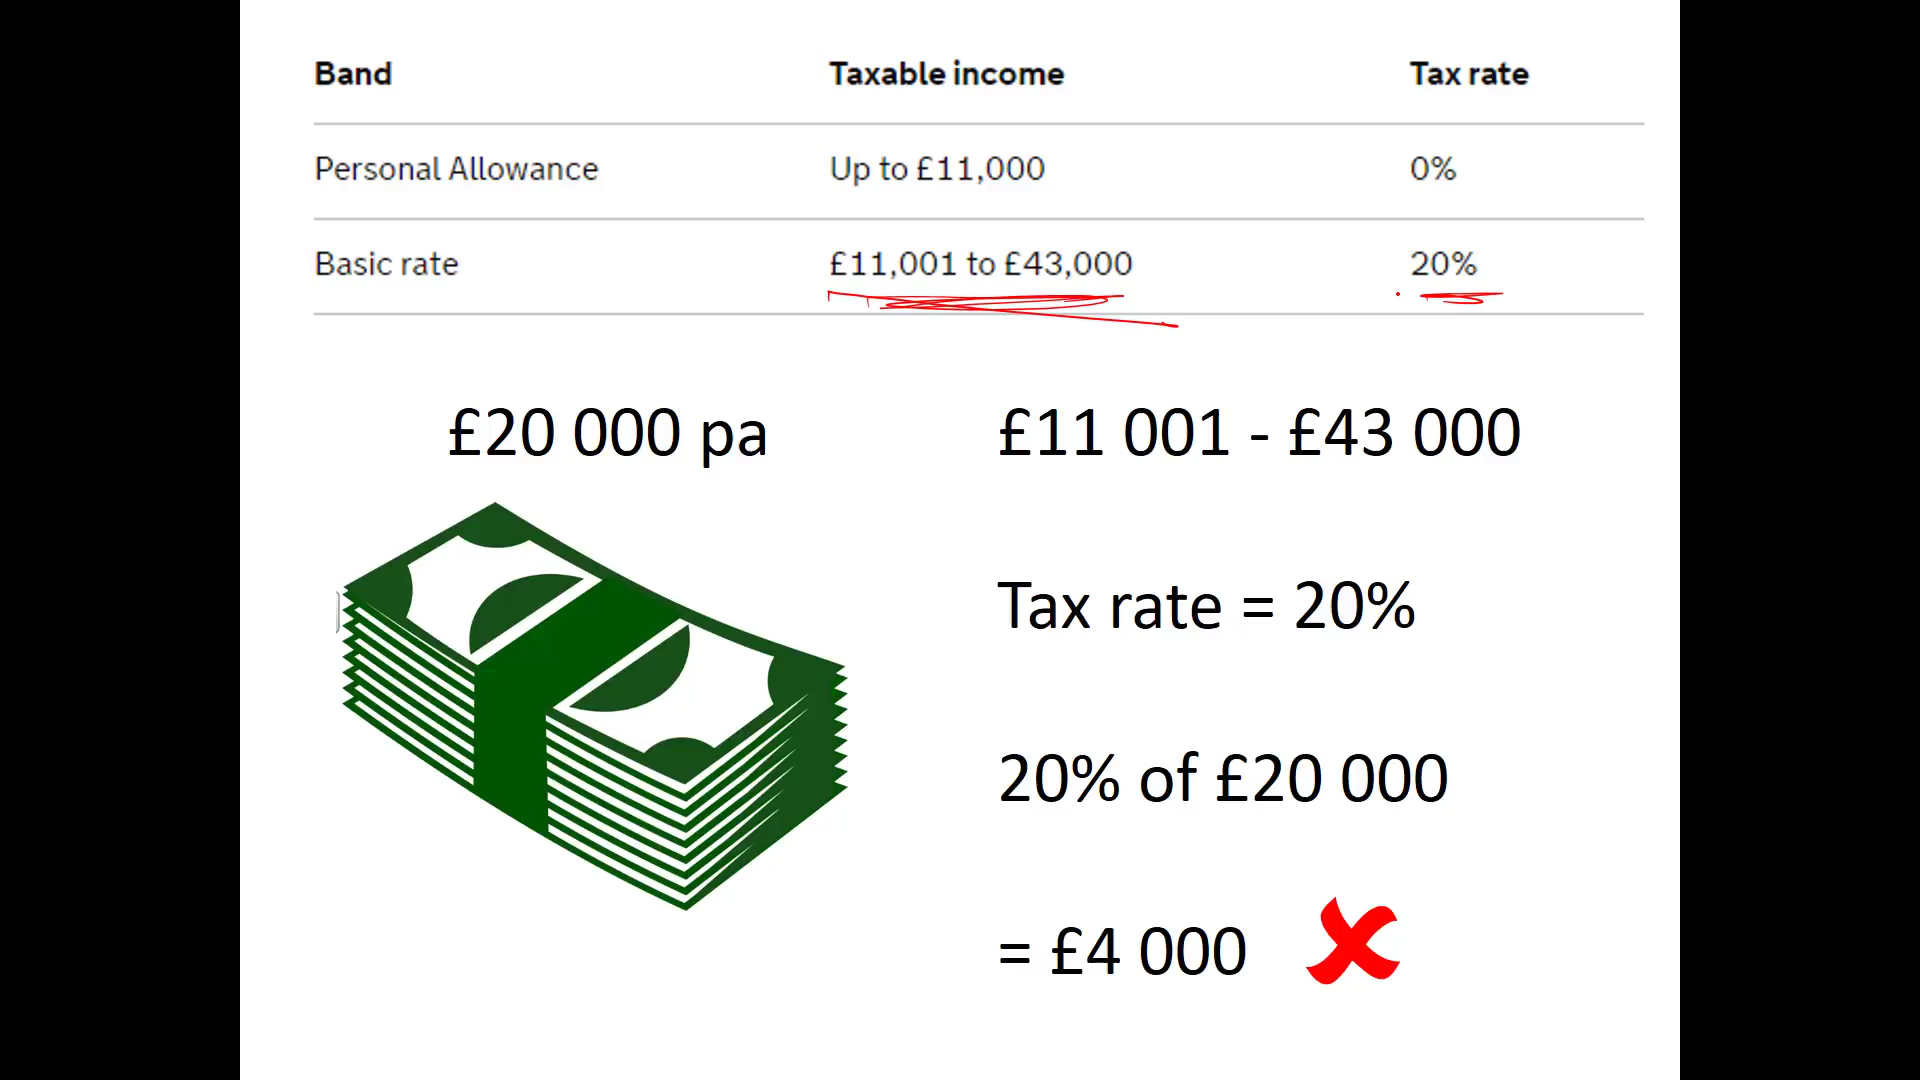 Band Taxable income Tax rate
Personal Allowance Up to £11,000 0%
Basic rate £11,001 to £43,000 20%
£20 000 pa £11 001 - £43 000
Tax rate = 20%
20% of £20 000
= £4 000